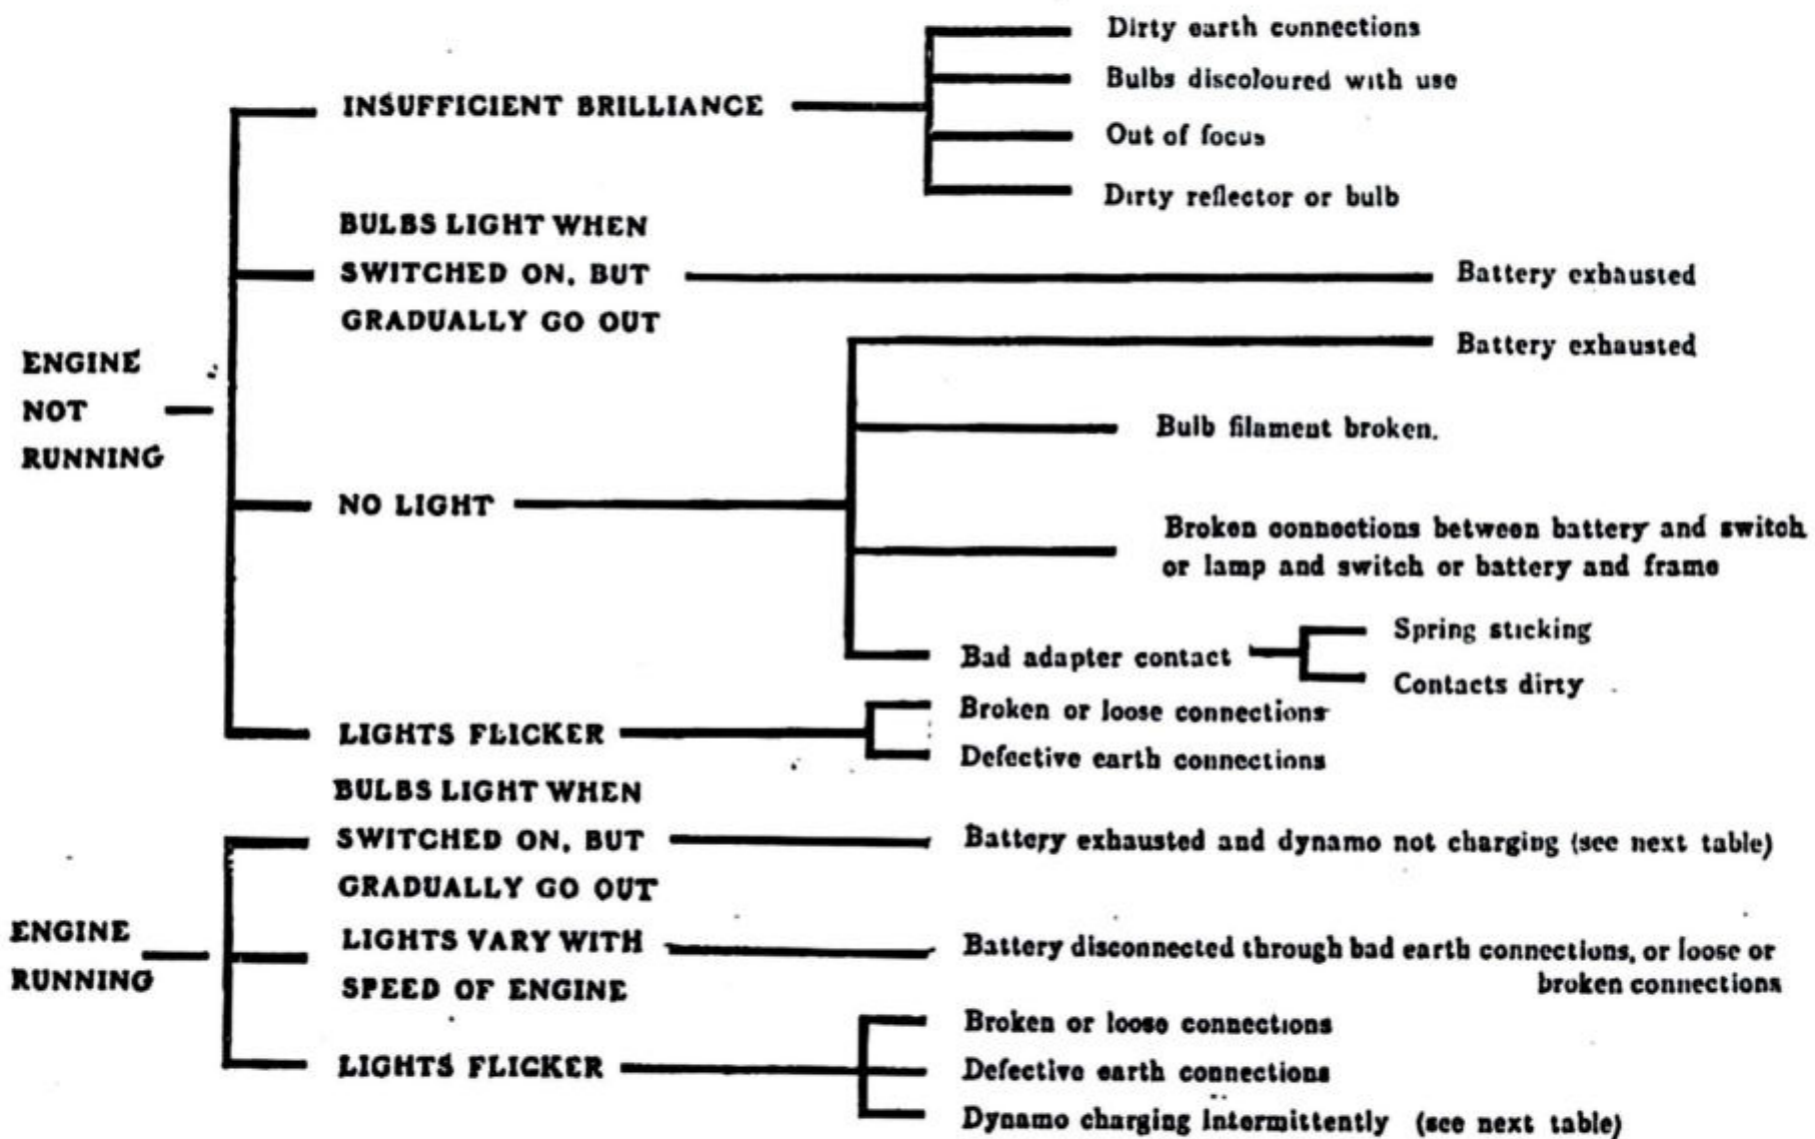 ENGINE
NOT
RUNNING
INSUFFICIENT BRILLIANCE
Dirty earth connections
Bulbs discoloured with use
Out of focus
Dirty reflector or bulb
BULBS LIGHT WHEN
SWITCHED ON, BUT
GRADUALLY GO OUT
Battery exhausted
NO LIGHT
Battery exhausted
Bulb filament broken.
Broken connections between battery and switch
or lamp and switch or battery and frame
Bad adapter contact
Spring sticking
Contacts dirty
LIGHTS FLICKER
Broken or loose connections
Defective earth connections
ENGINE
RUNNING
BULBS LIGHT WHEN
SWITCHED ON, BUT
GRADUALLY GO OUT
Battery exhausted and dynamo not charging (see next table)
LIGHTS VARY WITH
SPEED OF ENGINE
Battery disconnected through bad earth connections, or loose or
broken connections
LIGHTS FLICKER
Broken or loose connections
Defective earth connections
Dynamo charging intermittently (see next table)